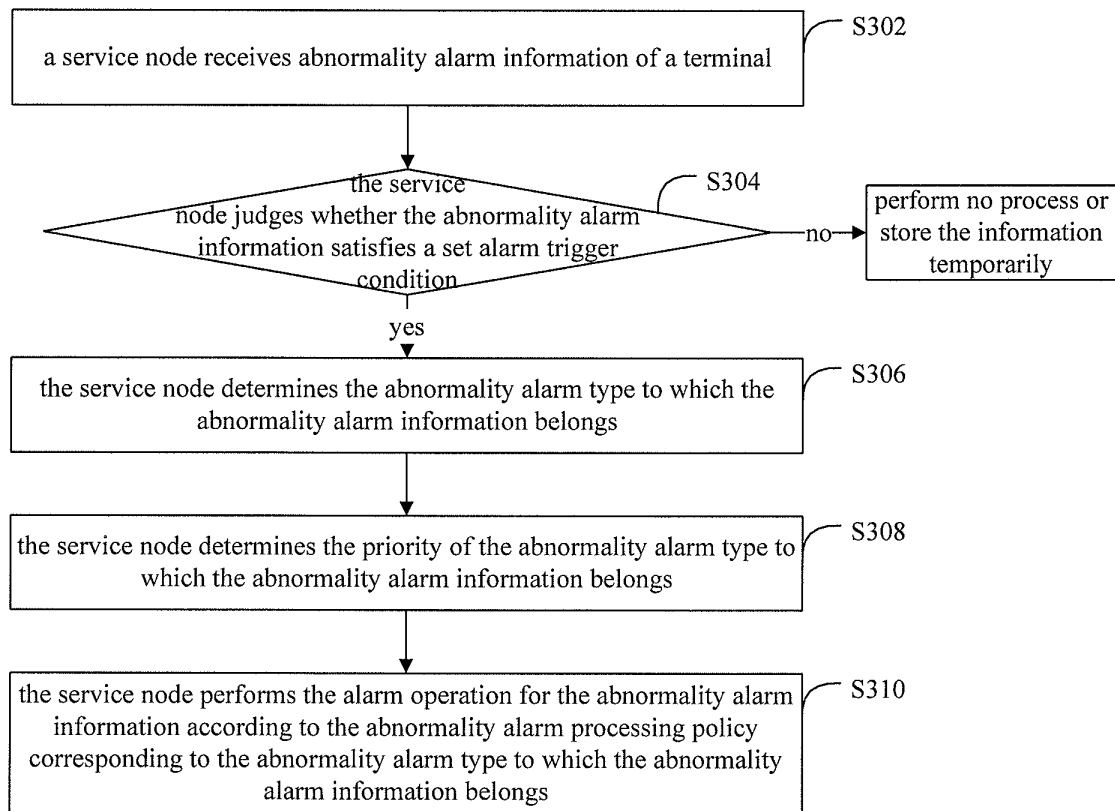 S302
a service node receives abnormality alarm information of a terminal
S304
the service
node judges whether the abnormality alarm
information satisfies a set alarm trigger
condition
no
perform no process or
store the information
temporarily
yes
S306
the service node determines the abnormality alarm type to which the
abnormality alarm information belongs
S308
the service node determines the priority of the abnormality alarm type to
which the abnormality alarm information belongs
S310
the service node performs the alarm operation for the abnormality alarm
information according to the abnormality alarm processing policy
corresponding to the abnormality alarm type to which the abnormality
alarm information belongs